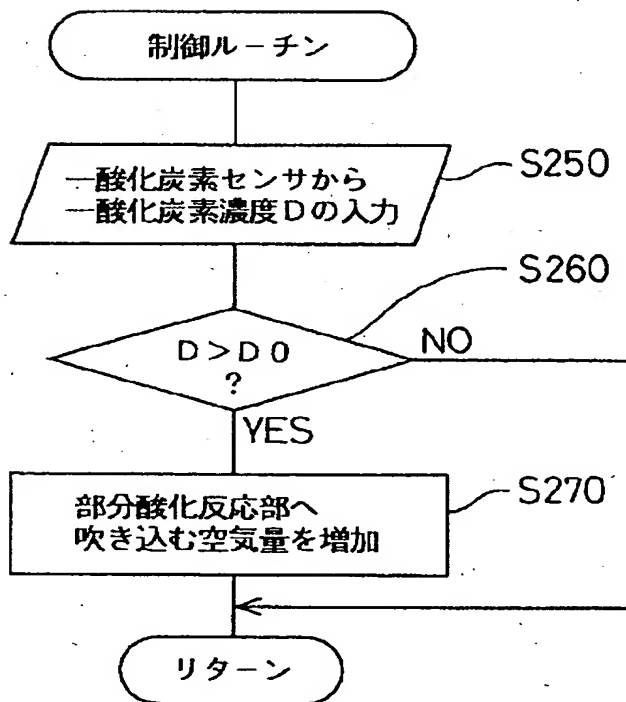 制御ルーチン
一酸化炭素センサから
一酸化炭素濃度Dの入力
S250
S260
D>D0
?
NO
YES
部分酸化反応部へ
吹き込む空気量を増加
S270
リターン